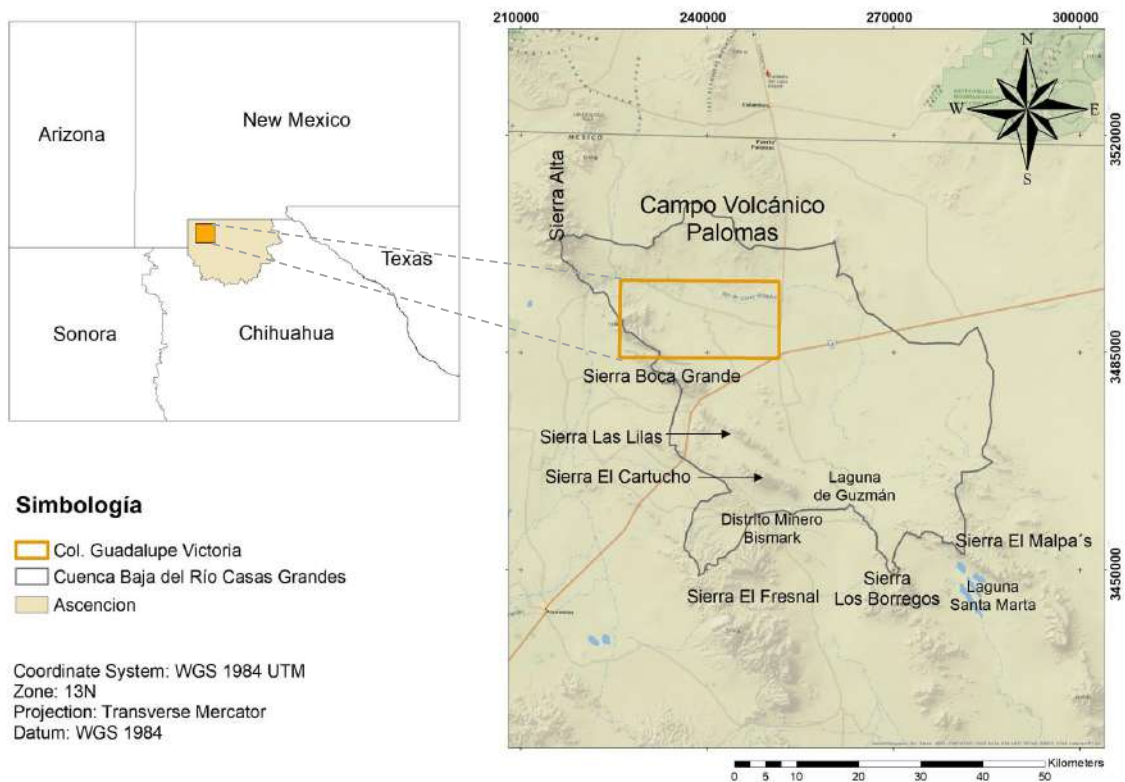 Arizona
New Mexico
Texas
Sonora
Chihuahua
Simbología
Col. Guadalupe Victoria
Cuenca Baja del Río Casas Grandes
Ascencion
Coordinate System: WGS 1984 UTM
Zone: 13N
Projection: Transverse Mercator
Datum: WGS 1984
210000
240000
270000
300000
N
W
E
S
3520000
3485000
3450000
MEXICO
Columbus
Puerto
Palomas
Sierra Alta
Campo Volcánico
Palomas
Sierra Boca Grande
Sierra Las Lilas
Sierra El Cartucho
Laguna
de Guzmán
Distrito Minero
Bismark
Sierra El Malpa´s
Sierra El Fresnal
Sierra
Los Borregos
Laguna
Santa Marta
Kilometers
0 5 10 20 30 40 50